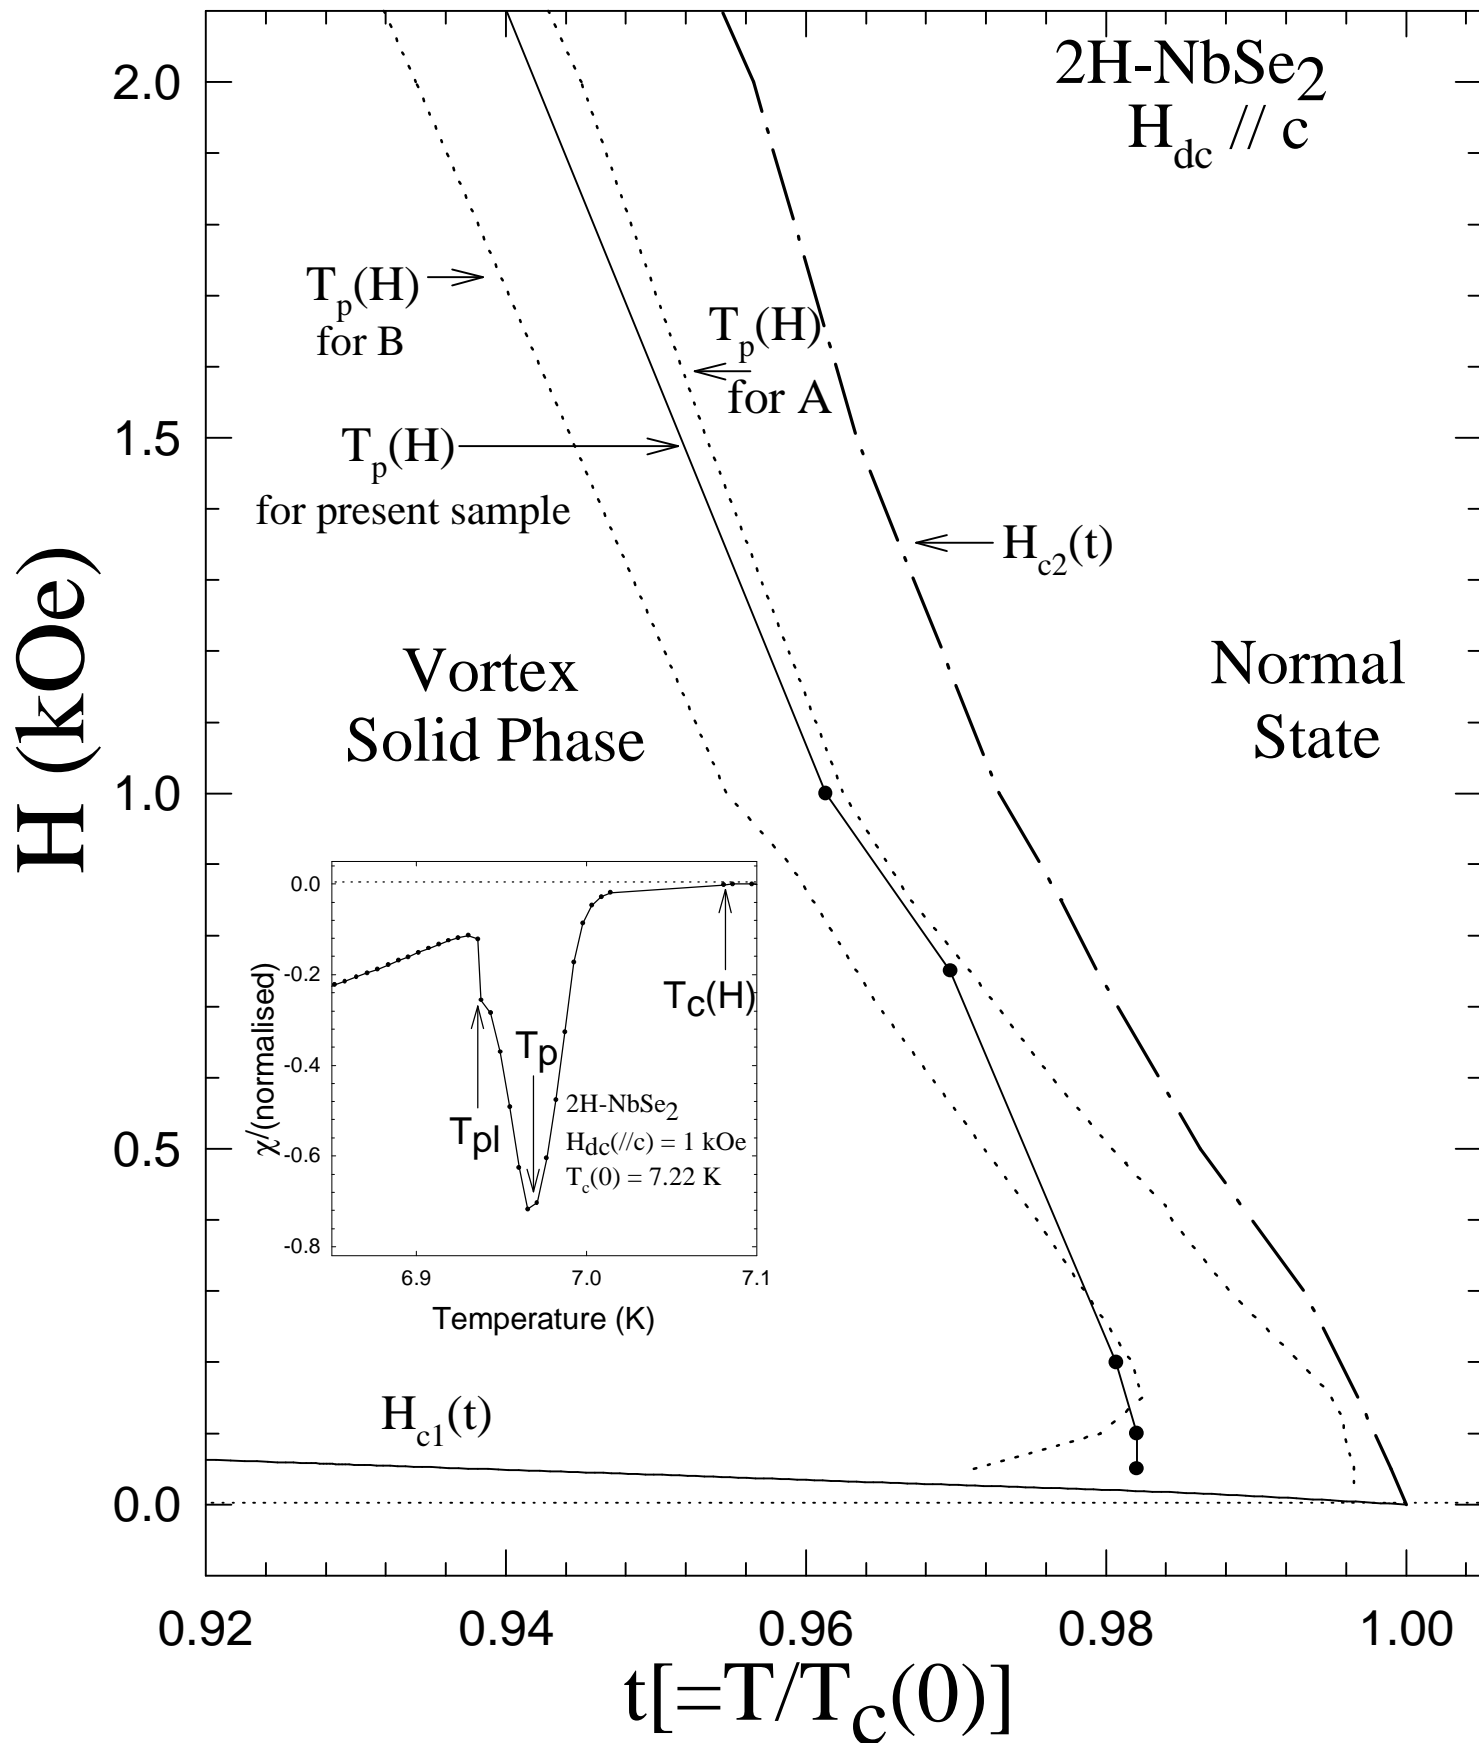 2H-NbSe2
Hdc // c
Tp(H)
for B
Tp(H)
for A
Tp(H)
for present sample
Hc2(t)
Vortex
Solid Phase
Normal
State
Hc1(t)
H (kOe)
2.0
1.5
1.0
0.5
0.0
0.92
0.94
0.96
0.98
1.00
t[=T/Tc(0)]
χ/(normalised)
0.0
-0.2
-0.4
-0.6
-0.8
TC(H)
Tp
Tpl
2H-NbSe2
Hdc(//c) = 1 kOe
Tc(0) = 7.22 K
6.9
7.0
7.1
Temperature (K)